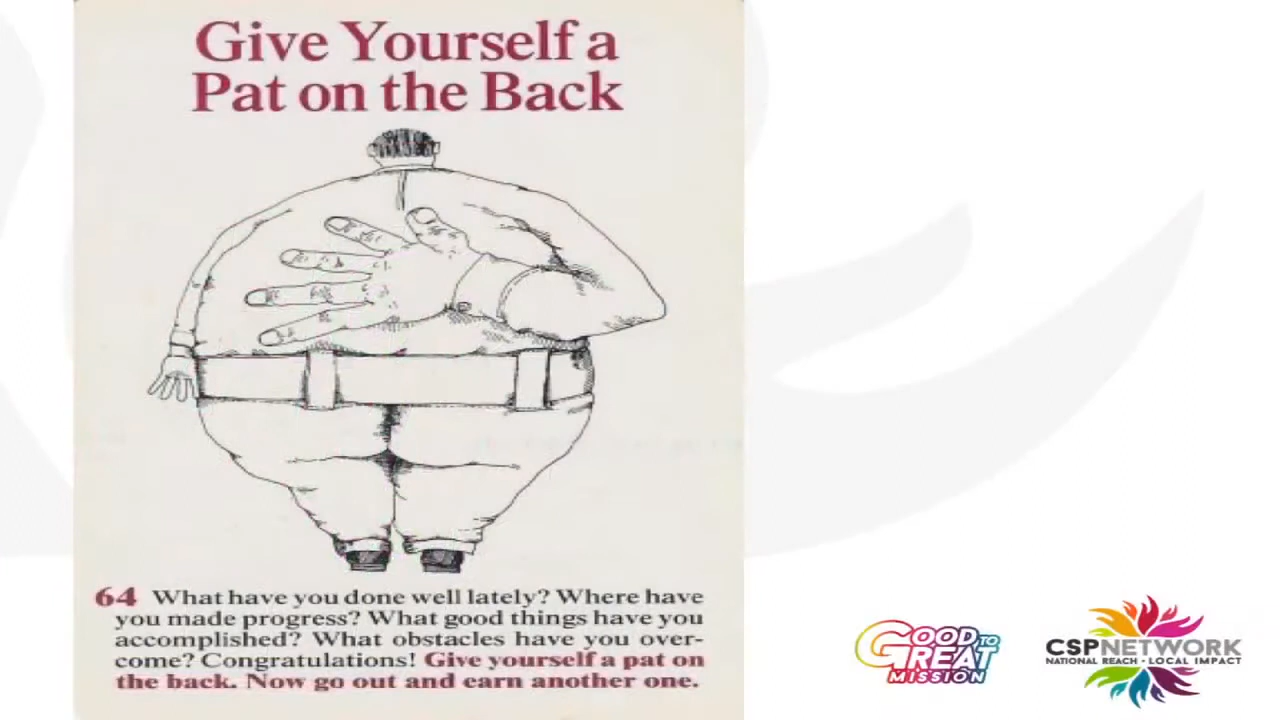 Give Yourself a
Pat on the Back
64 What have you done well lately? Where have
you made progress? What good things have you
accomplished? What obstacles have you over-
come? Congratulations! Give yourself a pat on
the back. Now go out and earn another one.
GOOD TO
GREAT
MISSION
CSPNETWORK
NATIONAL REACH • LOCAL IMPACT